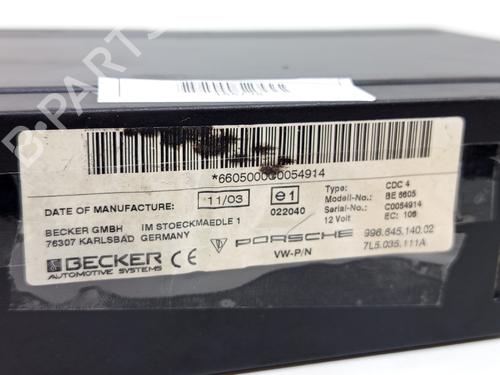 *660500000054914
DATE OF MANUFACTURE: 11/03 e1 022040
BECKER GMBH IM STOECKMAEDLE 1
76307 KARLSBAD GERMANY
Type: CDC 4
Modell-No.: BE 6605
Serial-No.: C0054914
12 Volt EC: 106
BECKER
AUTOMOTIVE SYSTEMS CE
PORSCHE 996.645.140.02
VW-P/N 7L5.035.111A
B-Parts